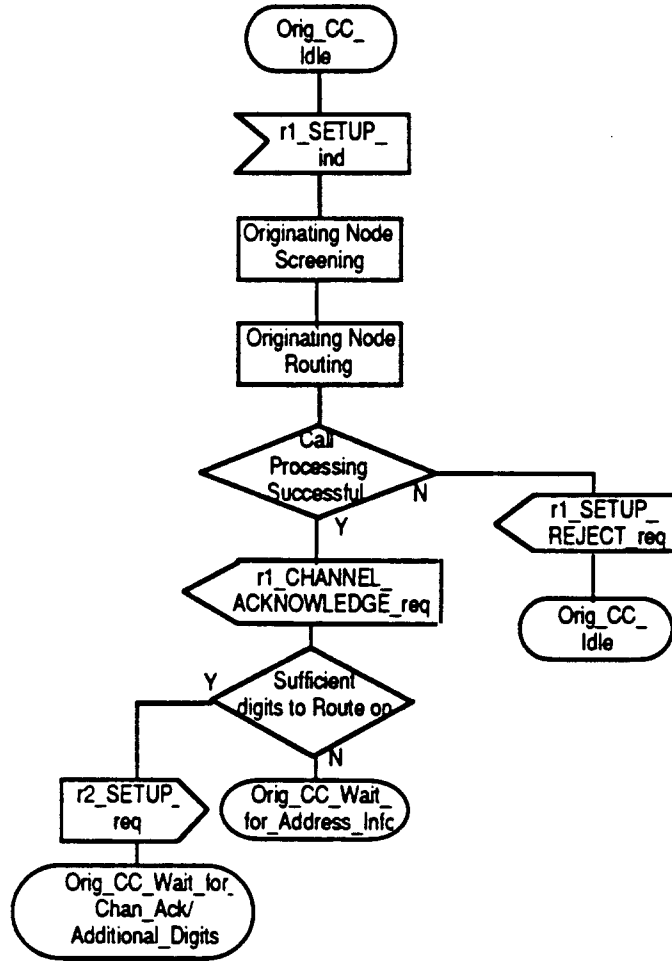 Orig_CC_
Idle
r1_SETUP_
ind
Originating Node
Screening
Originating Node
Routing
Call
Processing
Successful
N
Y
r1_SETUP_
REJECT_req
r1_CHANNEL_
ACKNOWLEDGE_req
Orig_CC_
Idle
Y
Sufficient
digits to Route on
N
r2_SETUP_
req
Orig_CC_Wait_
for_Address_Info
Orig_CC_Wait_for_
Chan_Ack/
Additional_Digits